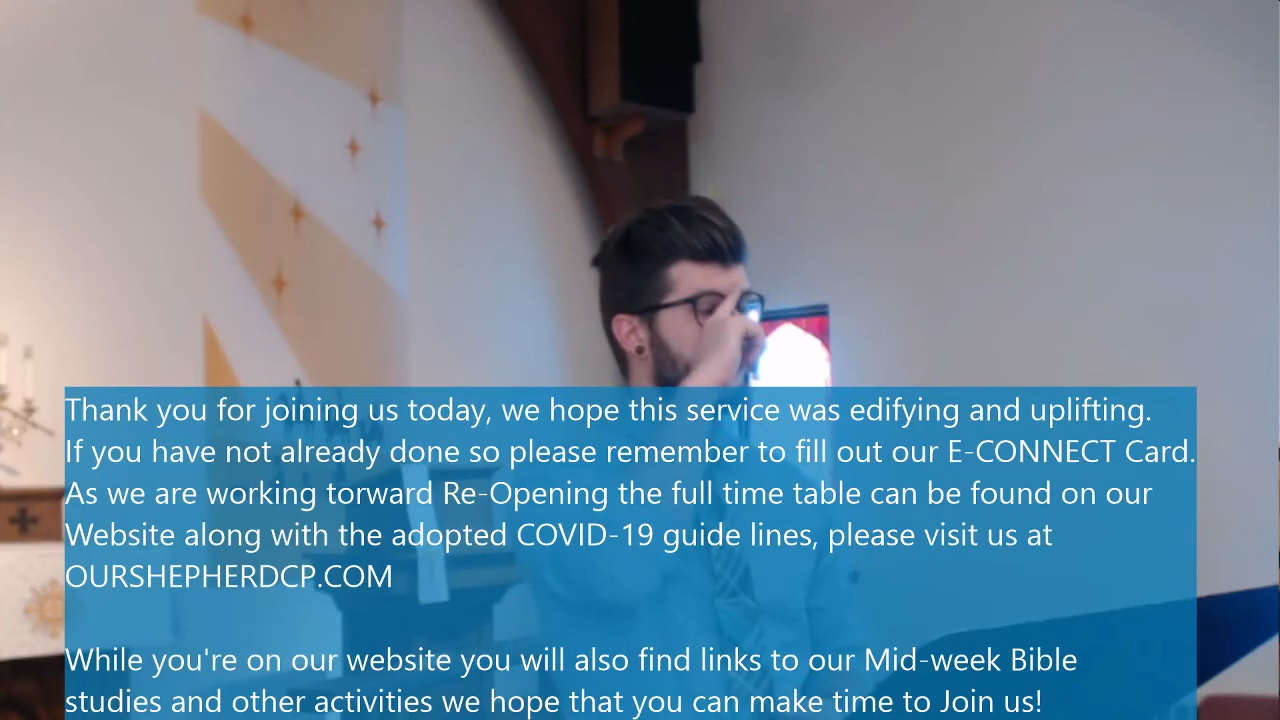 Thank you for joining us today, we hope this service was edifying and uplifting.
If you have not already done so please remember to fill out our E-CONNECT Card.
As we are working torward Re-Opening the full time table can be found on our
Website along with the adopted COVID-19 guide lines, please visit us at
OURSHEPHERDCP.COM
While you're on our website you will also find links to our Mid-week Bible
studies and other activities we hope that you can make time to Join us!